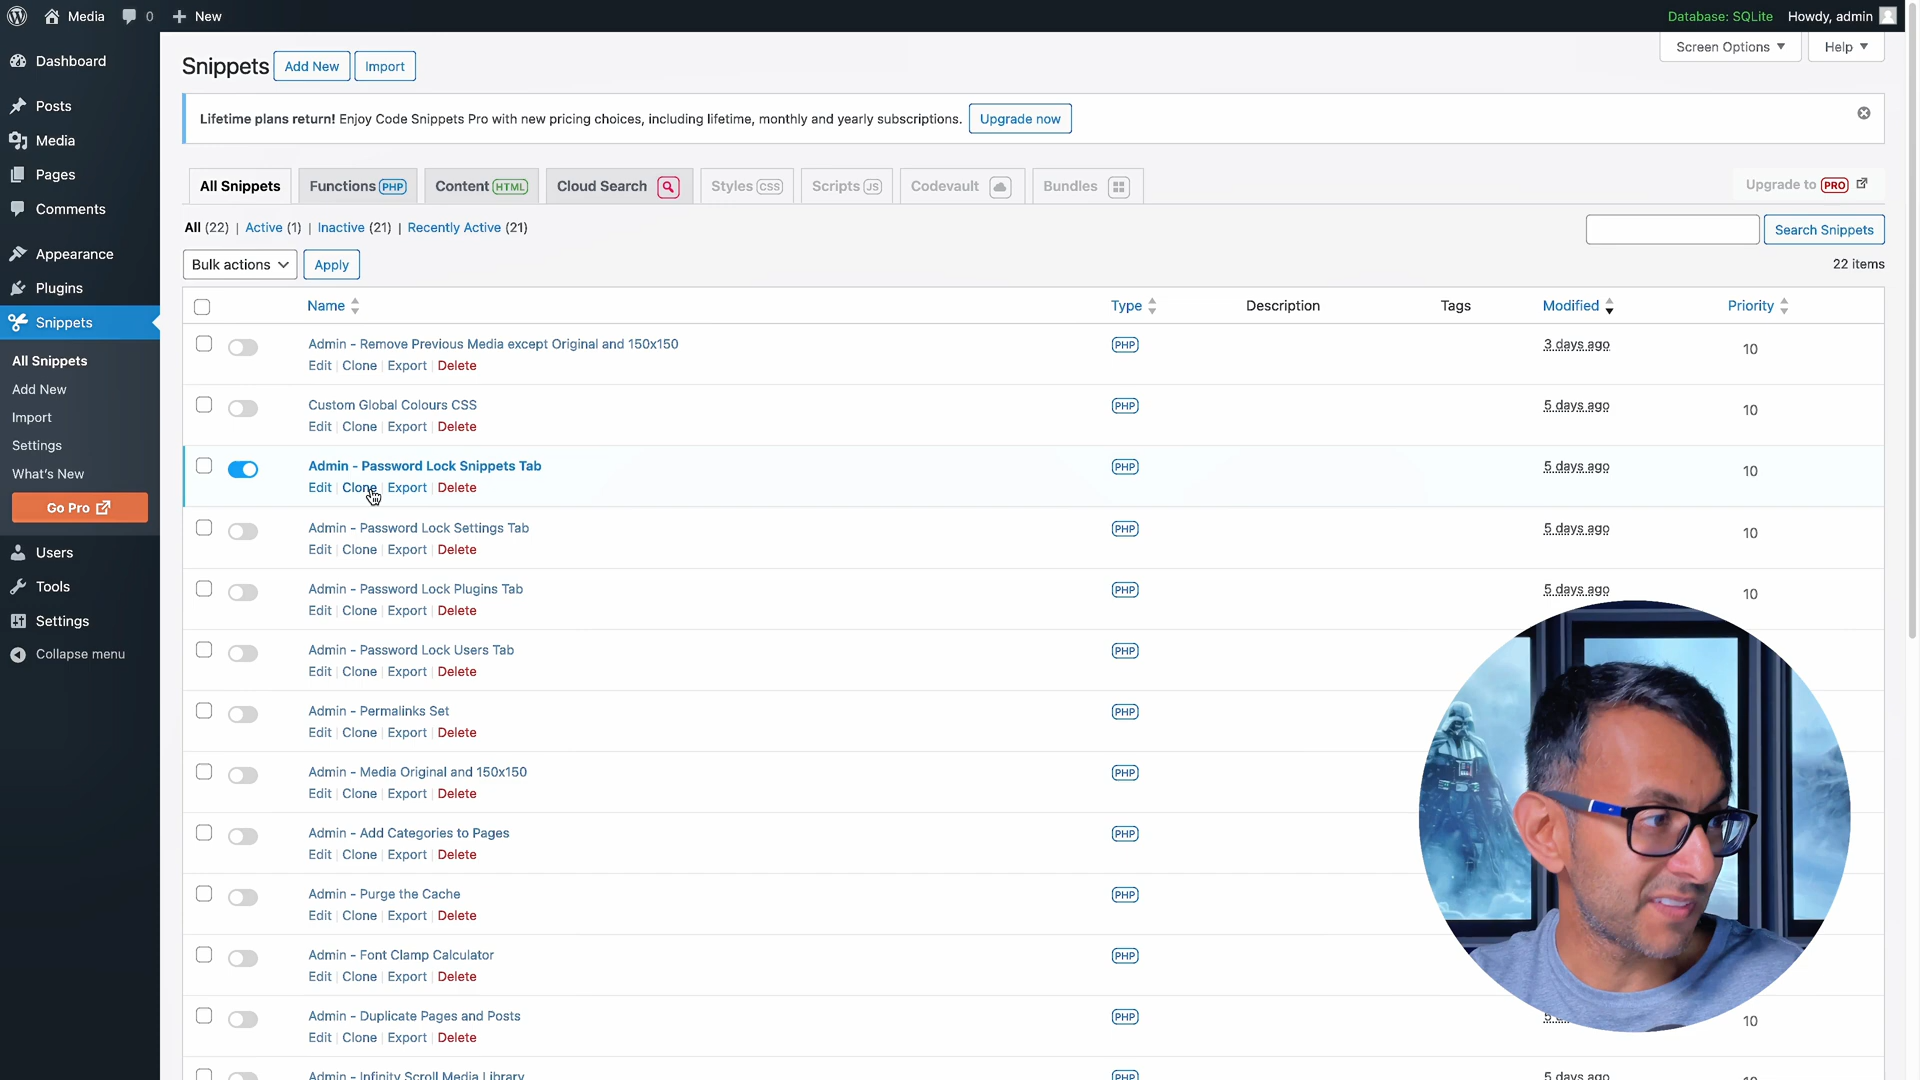 Media 0 New Database: SQLite Howdy, admin
Dashboard
Posts
Media
Pages
Comments
Appearance
Plugins
Snippets
All Snippets
Add New
Import
Settings
What's New
Go Pro
Users
Tools
Settings
Collapse menu
Screen Options Help
Snippets Add New Import
Lifetime plans return! Enjoy Code Snippets Pro with new pricing choices, including lifetime, monthly and yearly subscriptions. Upgrade now
All Snippets Functions PHP Content HTML Cloud Search Styles CSS Scripts JS Codevault Bundles Upgrade to PRO
All (22) | Active (1) | Inactive (21) | Recently Active (21)
Search Snippets
Bulk actions Apply
22 items
Name Type Description Tags Modified Priority
Admin - Remove Previous Media except Original and 150x150 PHP 3 days ago 10
Edit | Clone | Export | Delete
Custom Global Colours CSS PHP 5 days ago 10
Edit | Clone | Export | Delete
Admin - Password Lock Snippets Tab PHP 5 days ago 10
Edit | Clone | Export | Delete
Admin - Password Lock Settings Tab PHP 5 days ago 10
Edit | Clone | Export | Delete
Admin - Password Lock Plugins Tab PHP 5 days ago 10
Edit | Clone | Export | Delete
Admin - Password Lock Users Tab PHP
Edit | Clone | Export | Delete
Admin - Permalinks Set PHP
Edit | Clone | Export | Delete
Admin - Media Original and 150x150 PHP
Edit | Clone | Export | Delete
Admin - Add Categories to Pages PHP
Edit | Clone | Export | Delete
Admin - Purge the Cache PHP
Edit | Clone | Export | Delete
Admin - Font Clamp Calculator PHP
Edit | Clone | Export | Delete
Admin - Duplicate Pages and Posts PHP 10
Edit | Clone | Export | Delete
Admin - Infinity Scroll Media Library PHP 5 days ago